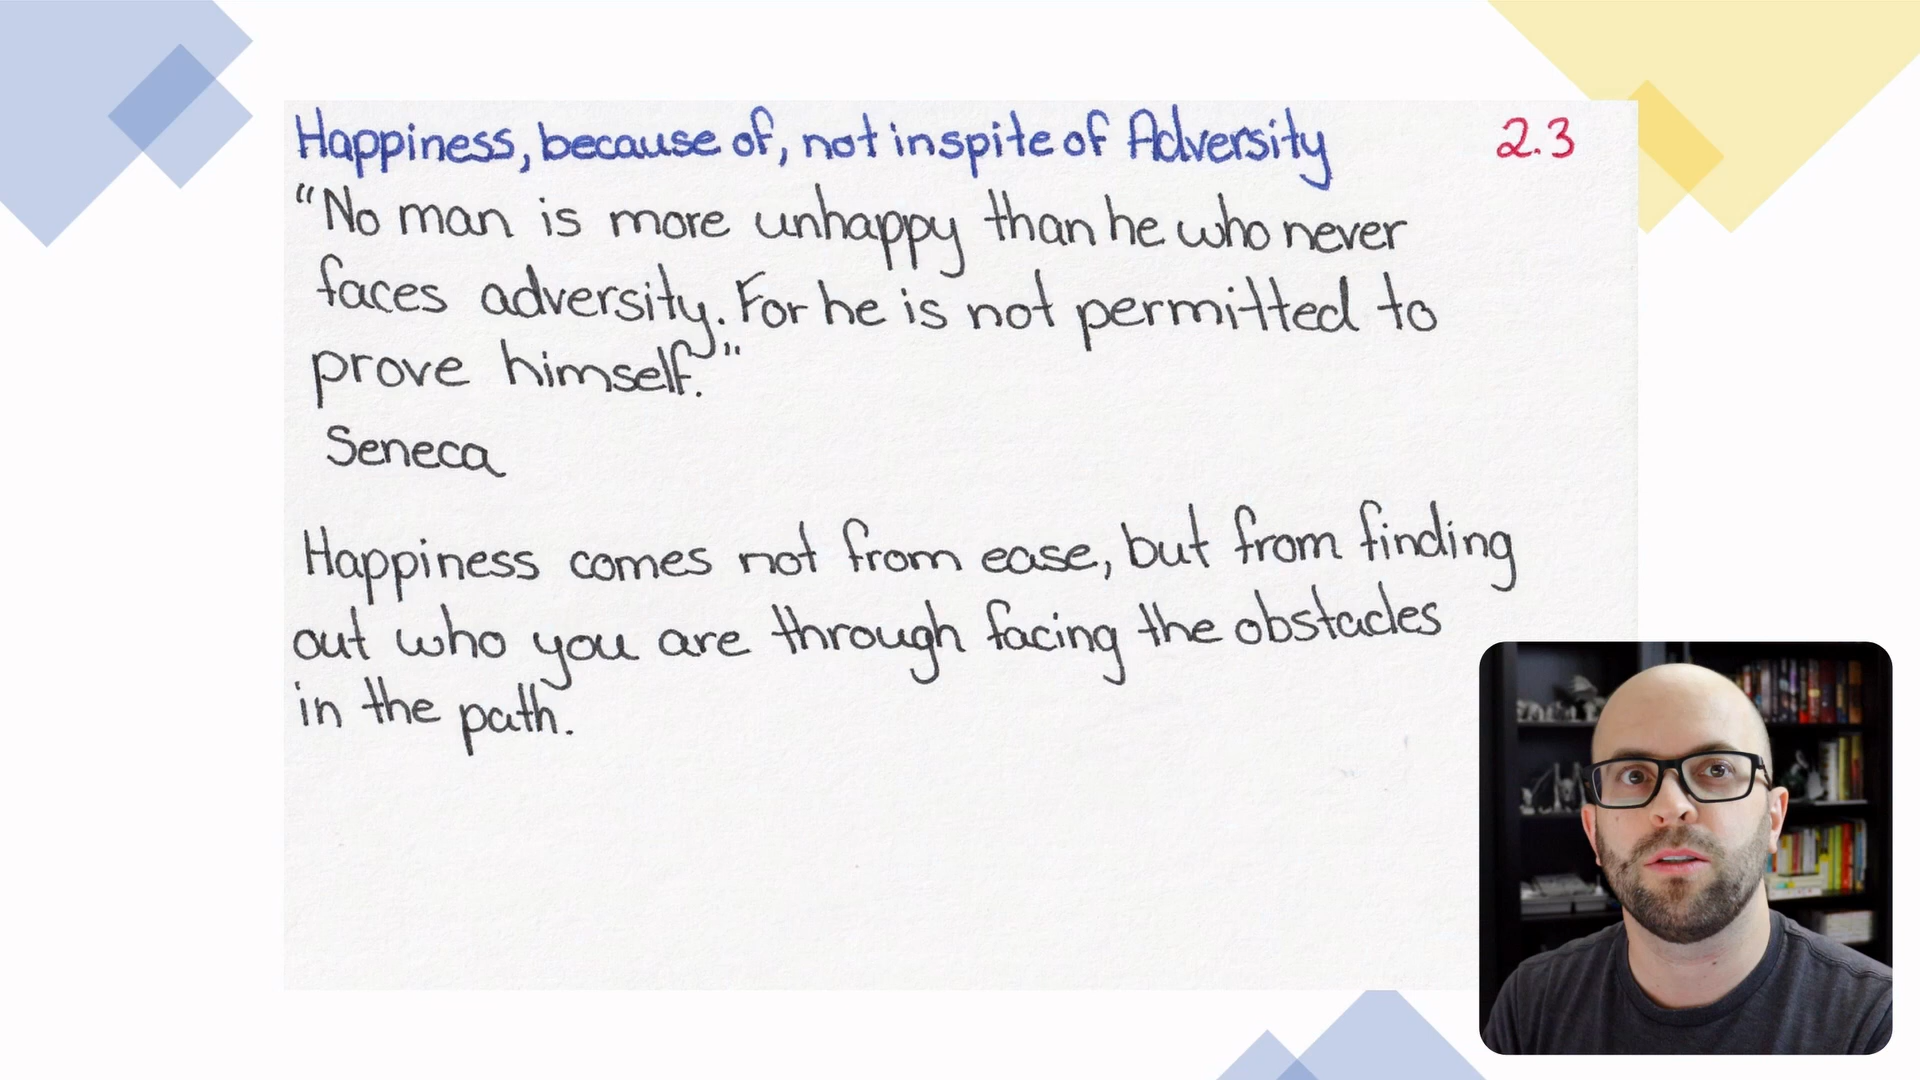 Happiness, because of, not inspite of Adversity 2.3
"No man is more unhappy than he who never
faces adversity. For he is not permitted to
prove himself."
Seneca
Happiness comes not from ease, but from finding
out who you are through facing the obstacles
in the path.